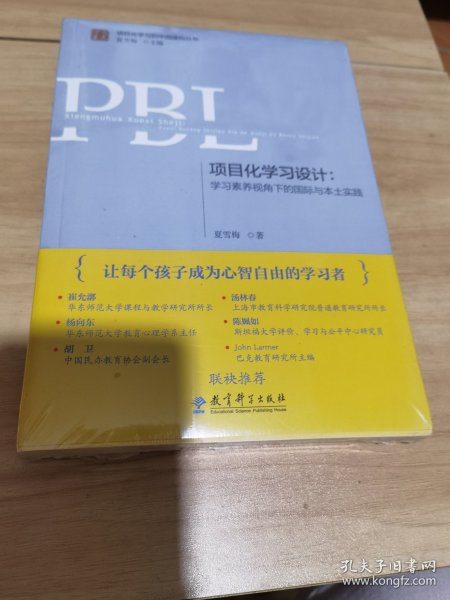 项目化学习的中国建构丛书
夏雪梅 ◎主编
PBL
Xiangmuhua Xuexi Sheji:
项目化学习设计：
学习素养视角下的国际与本土实践
夏雪梅 ◎著
{ 让每个孩子成为心智自由的学习者 }
• 崔允漷
华东师范大学课程与教学研究所所长
• 汤林春
上海市教育科学研究院普通教育研究所所长
• 杨向东
华东师范大学教育心理学系主任
• 陈姵如
斯坦福大学评价、学习与公平中心研究员
• 胡 卫
中国民办教育协会副会长
• John Larmer
巴克教育研究所主编
联袂推荐
教育科学出版社
Educational Science Publishing House
孔夫子旧书网
www.kongfz.com